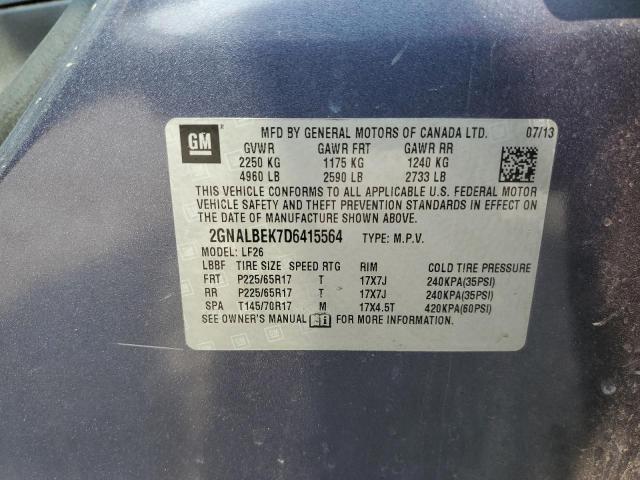 GM MFD BY GENERAL MOTORS OF CANADA LTD. 07/13
GVWR GAWR FRT GAWR RR
2250 KG 1175 KG 1240 KG
4960 LB 2590 LB 2733 LB
THIS VEHICLE CONFORMS TO ALL APPLICABLE U.S. FEDERAL MOTOR
VEHICLE SAFETY AND THEFT PREVENTION STANDARDS IN EFFECT ON
THE DATE OF MANUFACTURE SHOWN ABOVE.
2GNALBEK7D6415564 TYPE: M.P.V.
MODEL: LF26
LBBF TIRE SIZE SPEED RTG RIM COLD TIRE PRESSURE
FRT P225/65R17 T 17X7J 240KPA(35PSI)
RR P225/65R17 T 17X7J 240KPA(35PSI)
SPA T145/70R17 M 17X4.5T 420KPA(60PSI)
SEE OWNER'S MANUAL FOR MORE INFORMATION.